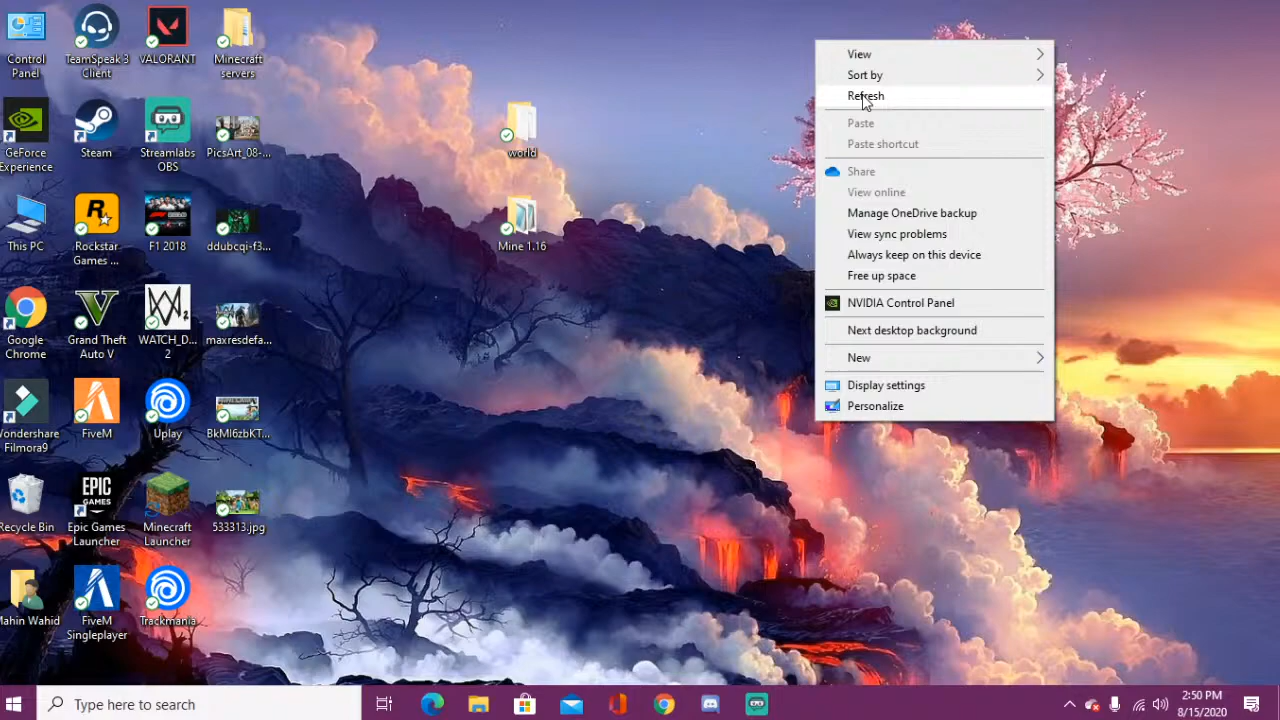 Control
Panel
TeamSpeak 3
Client
VALORANT
Minecraft
servers
GeForce
Experience
Steam
Streamlabs
OBS
PicsArt_08-...
This PC
Rockstar
Games ...
F1 2018
ddubcqi-f3...
Google
Chrome
Grand Theft
Auto V
WATCH_D...
2
maxresdefa...
Wondershare
Filmora9
FiveM
Uplay
BkMl6zbKT...
Recycle Bin
EPIC
GAMES
Epic Games
Launcher
Minecraft
Launcher
533313.jpg
Mahin Wahid
FiveM
Singleplayer
Trackmania
world
Mine 1.16
View
Sort by
Refresh
Paste
Paste shortcut
Share
View online
Manage OneDrive backup
View sync problems
Always keep on this device
Free up space
NVIDIA Control Panel
Next desktop background
New
Display settings
Personalize
Type here to search
2:50 PM
8/15/2020